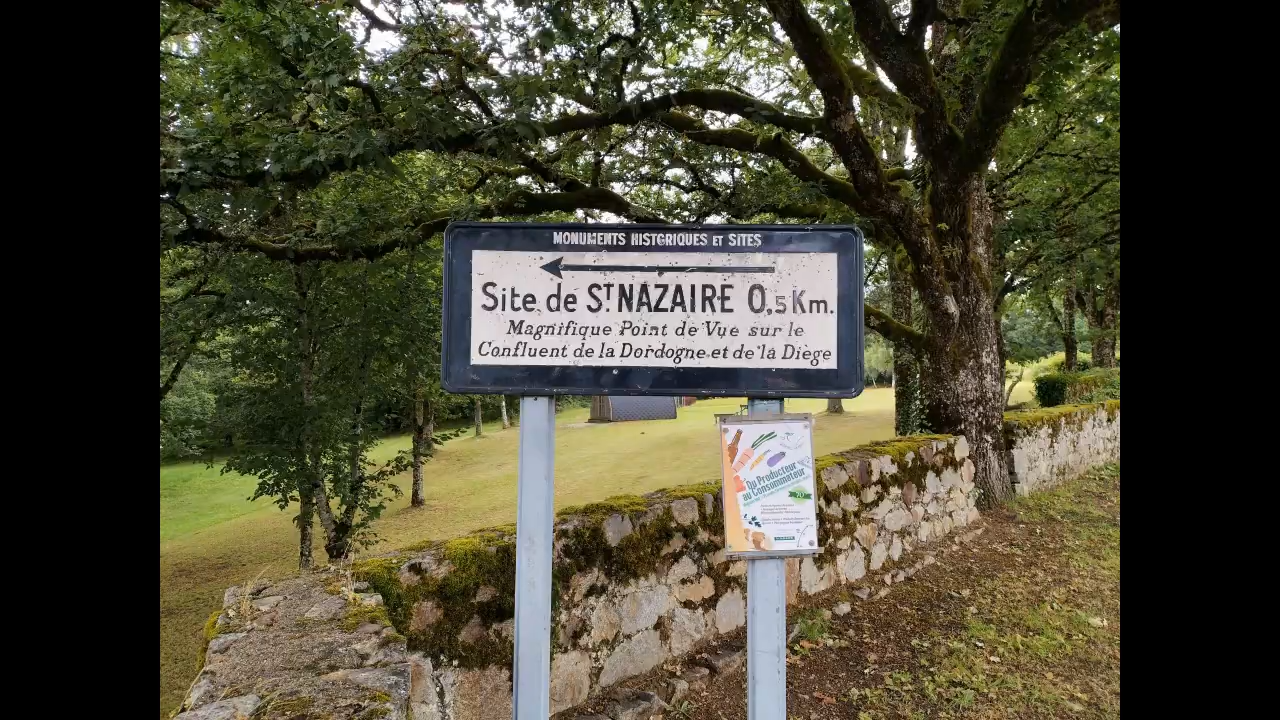 MONUMENTS HISTORIQUES ET SITES
Site de ST NAZAIRE 0,5 Km.
Magnifique Point de Vue sur le
Confluent de la Dordogne et de la Diège
Du Producteur
au Consommateur